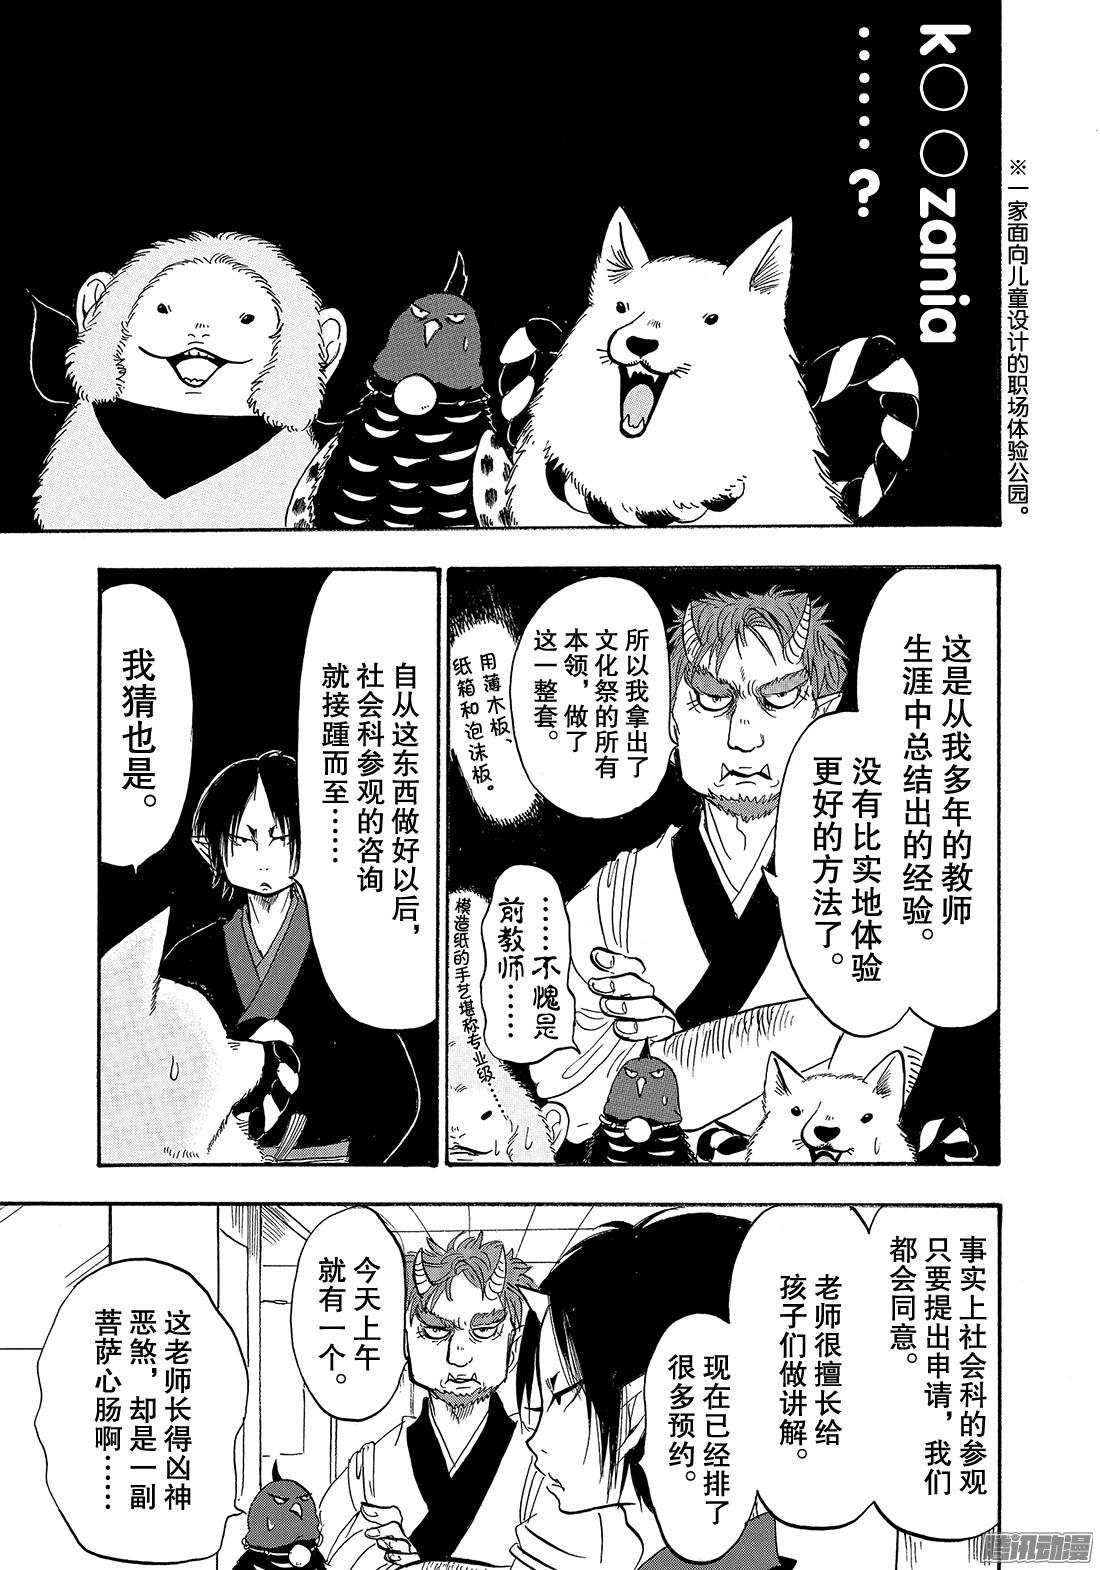 k○○zania
……?
※一家面向儿童设计的职场体验公园。
这是从我多年的教师
生涯中总结出的经验。
没有比实地体验
更好的方法了。
所以我拿出了
文化祭的所有
本领，做了
这一整套。
用薄木板、
纸箱和泡沫板。
……不愧是
前教师……
模造纸的手艺堪称专业级……
自从这东西做好以后，
社会科参观的咨询
就接踵而至……
我猜也是。
事实上社会科的参观
只要提出申请，我们
都会同意。
老师很擅长给
孩子们做讲解。
现在已经排了
很多预约。
今天上午
就有一个。
这老师长得凶神
恶煞，却是一副
菩萨心肠啊……
腾讯动漫